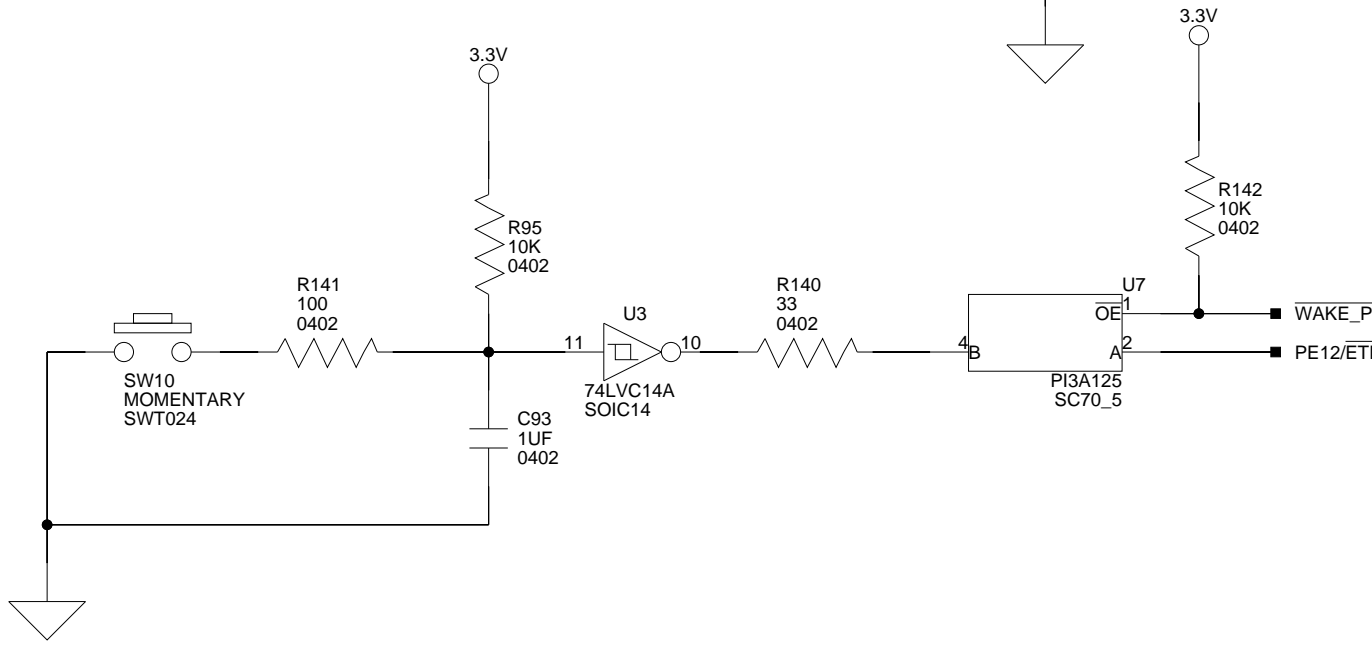 3.3V
3.3V
R142
10K
0402
R95
10K
0402
R141
100
0402
U3
R140
33
0402
U7
OE
1
WAKE_P
11
10
4
B
A
2
PE12/ET
PI3A125
SC70_5
SW10
MOMENTARY
SWT024
74LVC14A
SOIC14
C93
1UF
0402